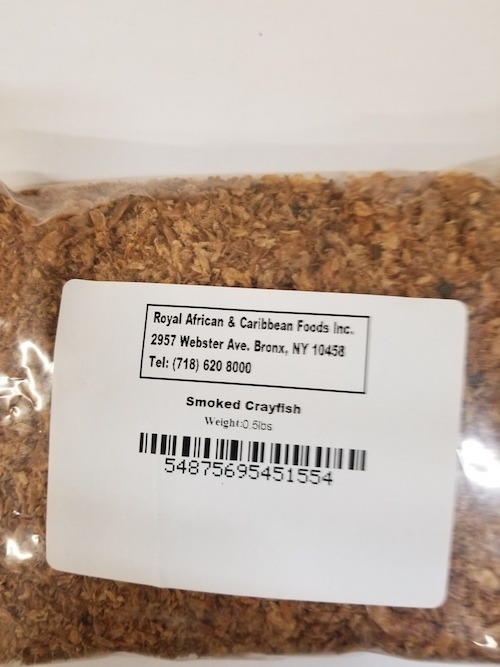 Royal African & Caribbean Foods Inc.
2957 Webster Ave. Bronx, NY 10458
Tel: (718) 620 8000
Smoked Crayfish
Weight:0.5lbs
54875695451554